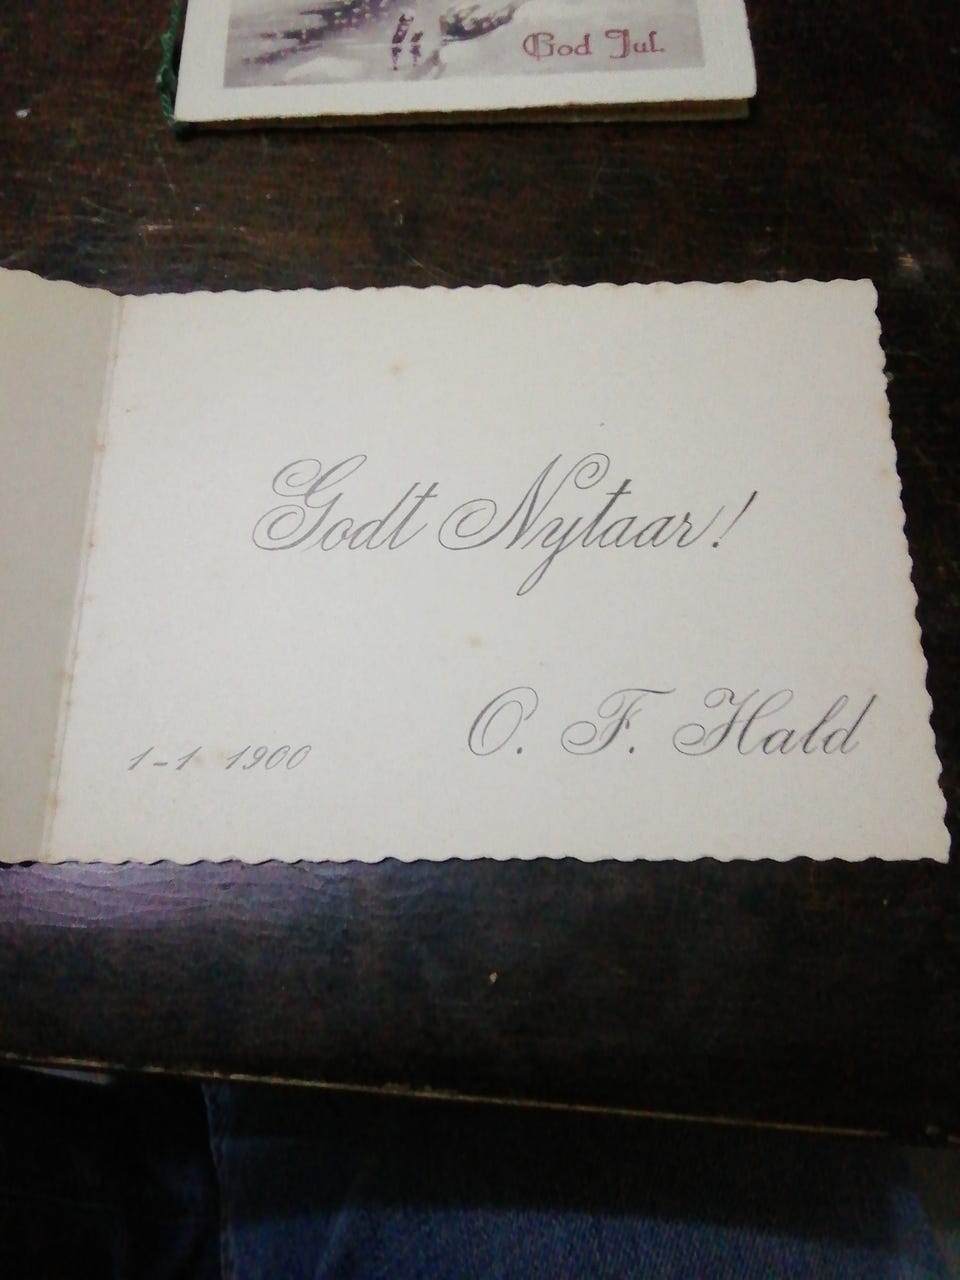 God Jul.
Godt Nytaar!
O. F. Hald
1-1 1900